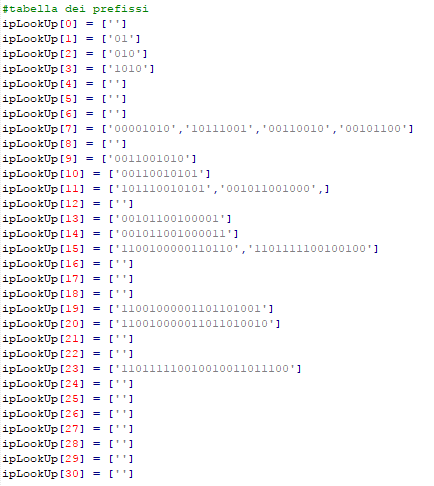 #tabella dei prefissi
ipLookUp[0] = ['']
ipLookUp[1] = ['01']
ipLookUp[2] = ['010']
ipLookUp[3] = ['1010']
ipLookUp[4] = ['']
ipLookUp[5] = ['']
ipLookUp[6] = ['']
ipLookUp[7] = ['00001010','10111001','00110010','00101100']
ipLookUp[8] = ['']
ipLookUp[9] = ['0011001010']
ipLookUp[10] = ['00110010101']
ipLookUp[11] = ['101110010101','001011001000',]
ipLookUp[12] = ['']
ipLookUp[13] = ['00101100100001']
ipLookUp[14] = ['001011001000011']
ipLookUp[15] = ['1100100000110110','1101111100100100']
ipLookUp[16] = ['']
ipLookUp[17] = ['']
ipLookUp[18] = ['']
ipLookUp[19] = ['11001000001101101001']
ipLookUp[20] = ['110010000011011010010']
ipLookUp[21] = ['']
ipLookUp[22] = ['']
ipLookUp[23] = ['110111110010010011011100']
ipLookUp[24] = ['']
ipLookUp[25] = ['']
ipLookUp[26] = ['']
ipLookUp[27] = ['']
ipLookUp[28] = ['']
ipLookUp[29] = ['']
ipLookUp[30] = ['']